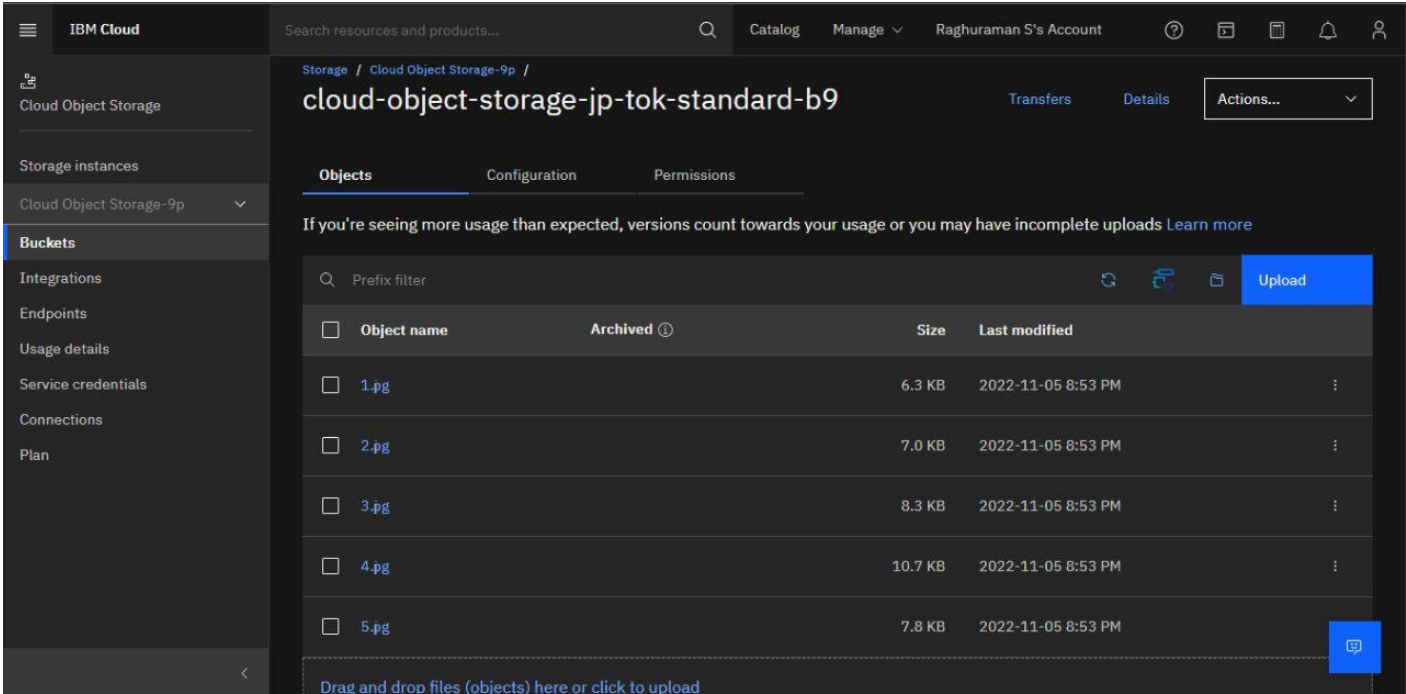 IBM Cloud
Search resources and products...
Catalog
Manage
Raghuraman S's Account
Cloud Object Storage
Storage instances
Cloud Object Storage-9p
Buckets
Integrations
Endpoints
Usage details
Service credentials
Connections
Plan
Storage / Cloud Object Storage-9p /
cloud-object-storage-jp-tok-standard-b9
Transfers
Details
Actions...
Objects
Configuration
Permissions
If you're seeing more usage than expected, versions count towards your usage or you may have incomplete uploads Learn more
Prefix filter
Upload
Object name Archived Size Last modified
1.jpg 6.3 KB 2022-11-05 8:53 PM
2.jpg 7.0 KB 2022-11-05 8:53 PM
3.jpg 8.3 KB 2022-11-05 8:53 PM
4.jpg 10.7 KB 2022-11-05 8:53 PM
5.jpg 7.8 KB 2022-11-05 8:53 PM
Drag and drop files (objects) here or click to upload